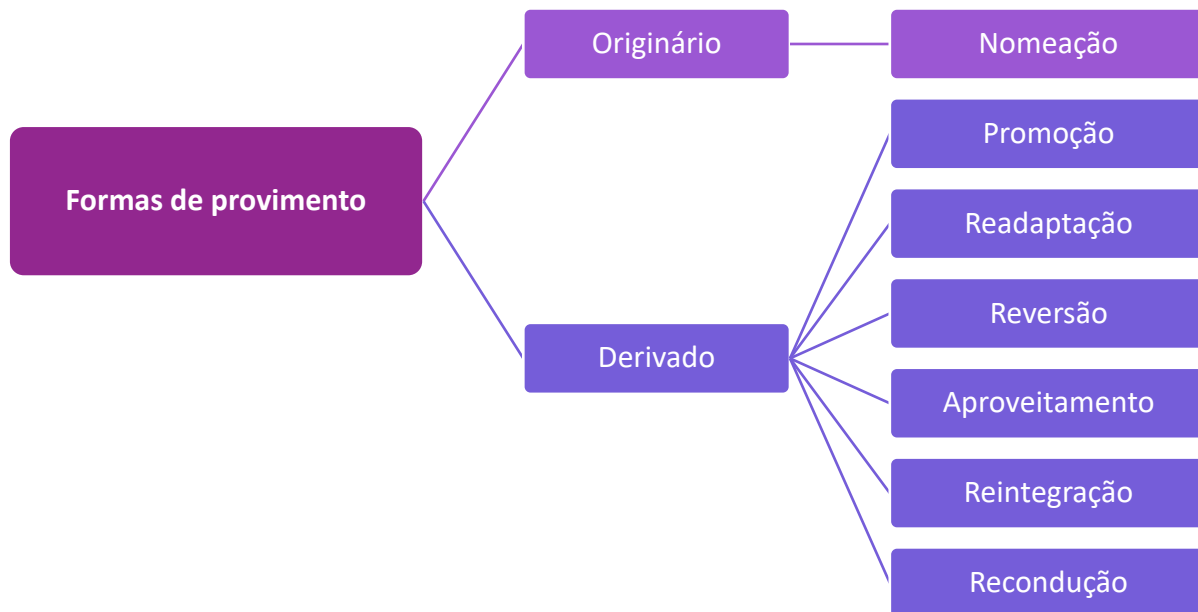 Formas de provimento
Originário
Nomeação
Derivado
Promoção
Readaptação
Reversão
Aproveitamento
Reintegração
Recondução